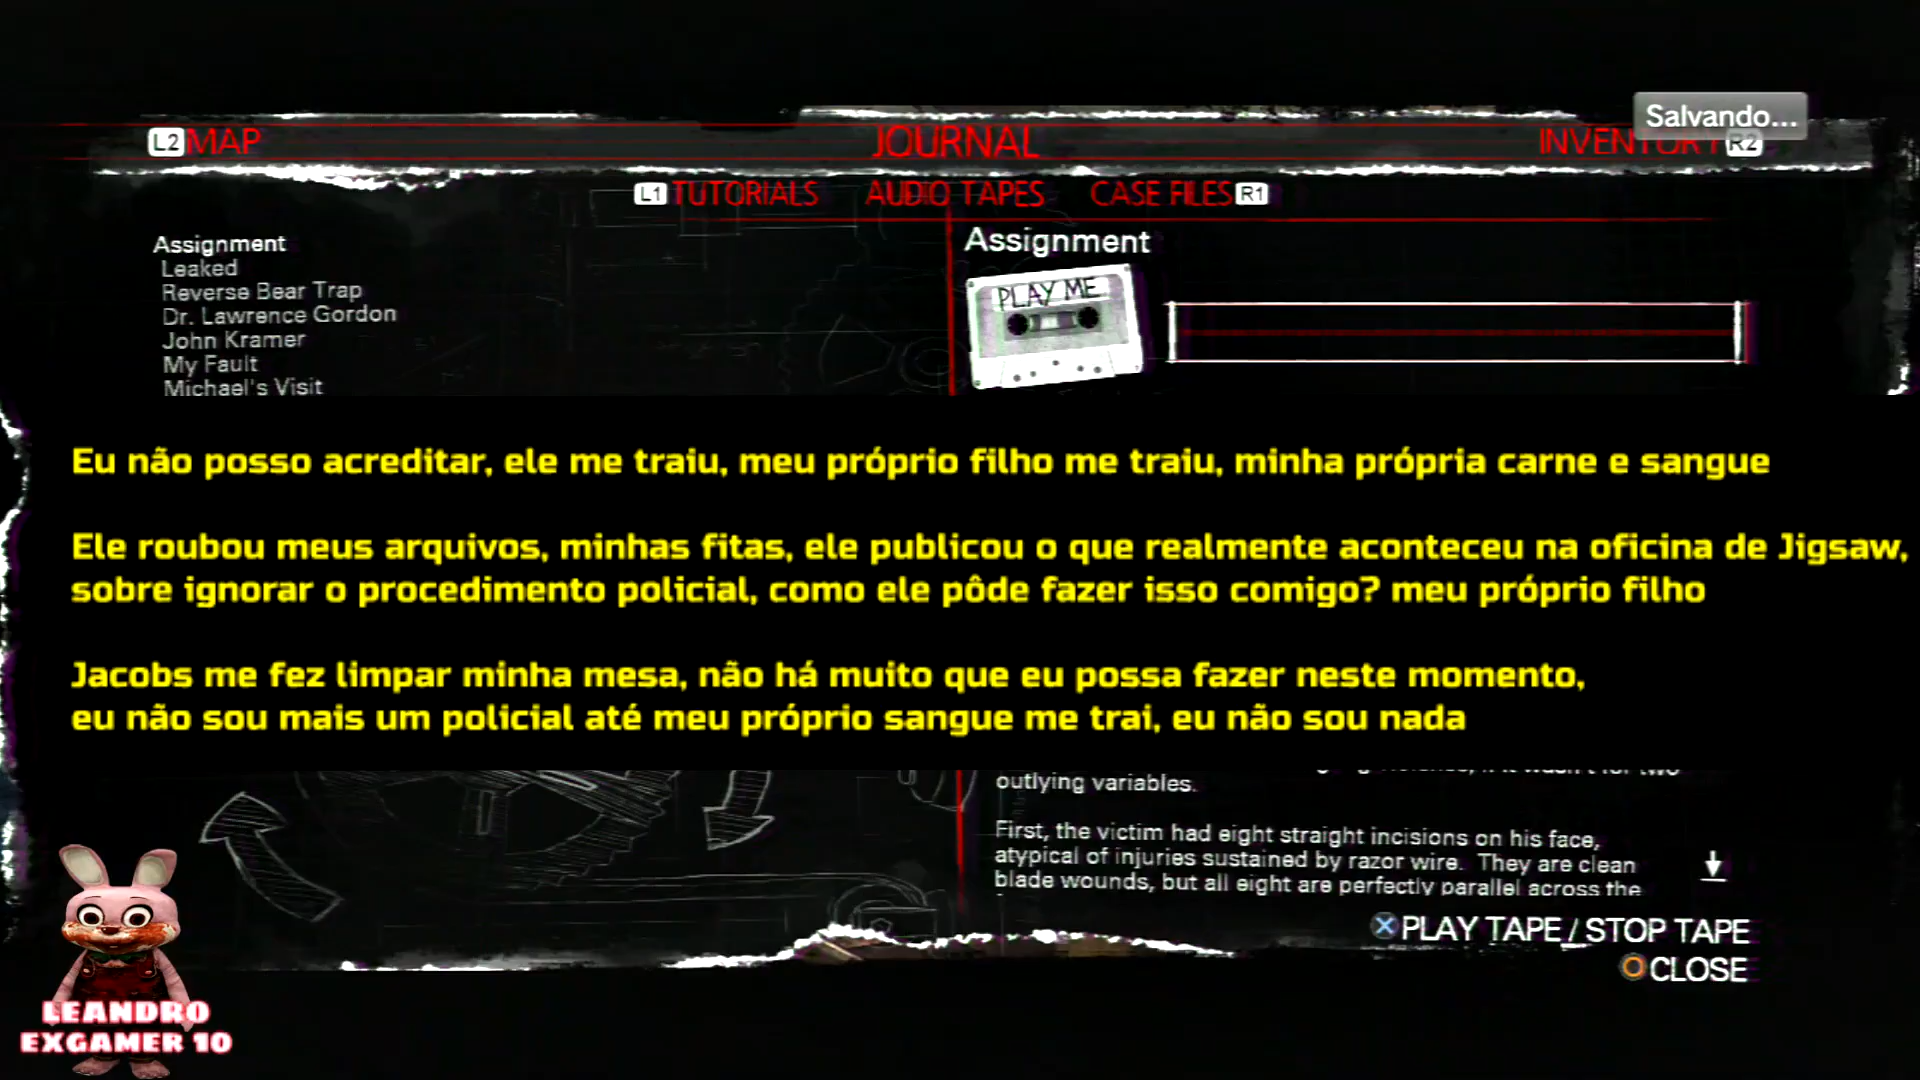 Salvando...
L2 MAP
JOURNAL
R2
L1 TUTORIALS AUDIO TAPES CASE FILES R1
Assignment
Leaked
Reverse Bear Trap
Dr. Lawrence Gordon
John Kramer
My Fault
Michael's Visit
Assignment
PLAY ME
Eu não posso acreditar, ele me traiu, meu próprio filho me traiu, minha própria carne e sangue
Ele roubou meus arquivos, minhas fitas, ele publicou o que realmente aconteceu na oficina de Jigsaw,
sobre ignorar o procedimento policial, como ele pôde fazer isso comigo? meu próprio filho
Jacobs me fez limpar minha mesa, não há muito que eu possa fazer neste momento,
eu não sou mais um policial até meu próprio sangue me trai, eu não sou nada
outlying variables.
First, the victim had eight straight incisions on his face,
atypical of injuries sustained by razor wire. They are clean
blade wounds, but all eight are perfectly parallel across the
PLAY TAPE / STOP TAPE
CLOSE
LEANDRO
EXGAMER 10